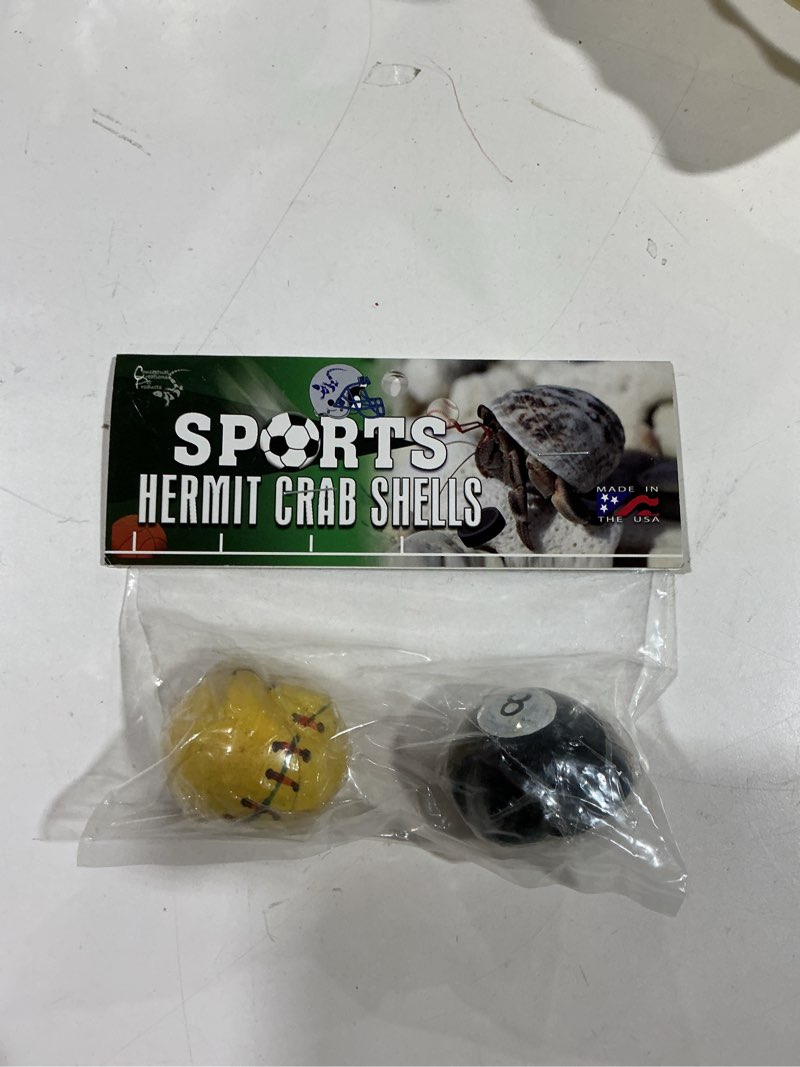 SPORTS
HERMIT CRAB SHELLS
MADE IN
THE USA
8